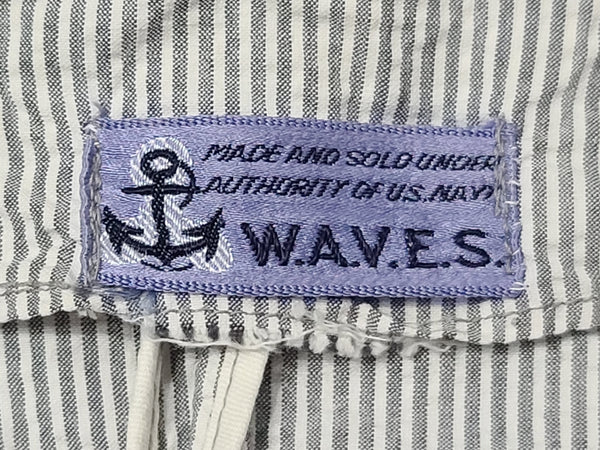 MADE AND SOLD UNDER
AUTHORITY OF U.S. NAVY
W.A.V.E.S.